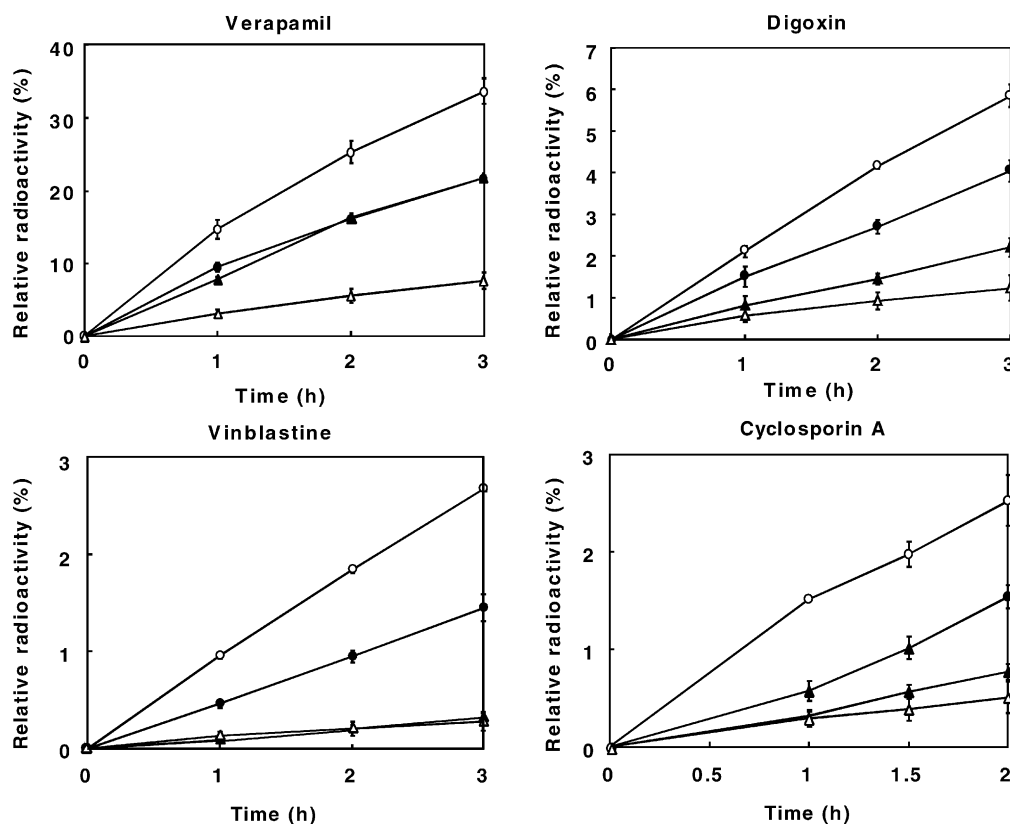 Verapamil
Relative radioactivity (%)
40
30
20
10
0
0 1 2 3
Time (h)
Digoxin
Relative radioactivity (%)
7
6
5
4
3
2
1
0
0 1 2 3
Time (h)
Vinblastine
Relative radioactivity (%)
3
2
1
0
0 1 2 3
Time (h)
Cyclosporin A
Relative radioactivity (%)
3
2
1
0
0 0.5 1 1.5 2
Time (h)